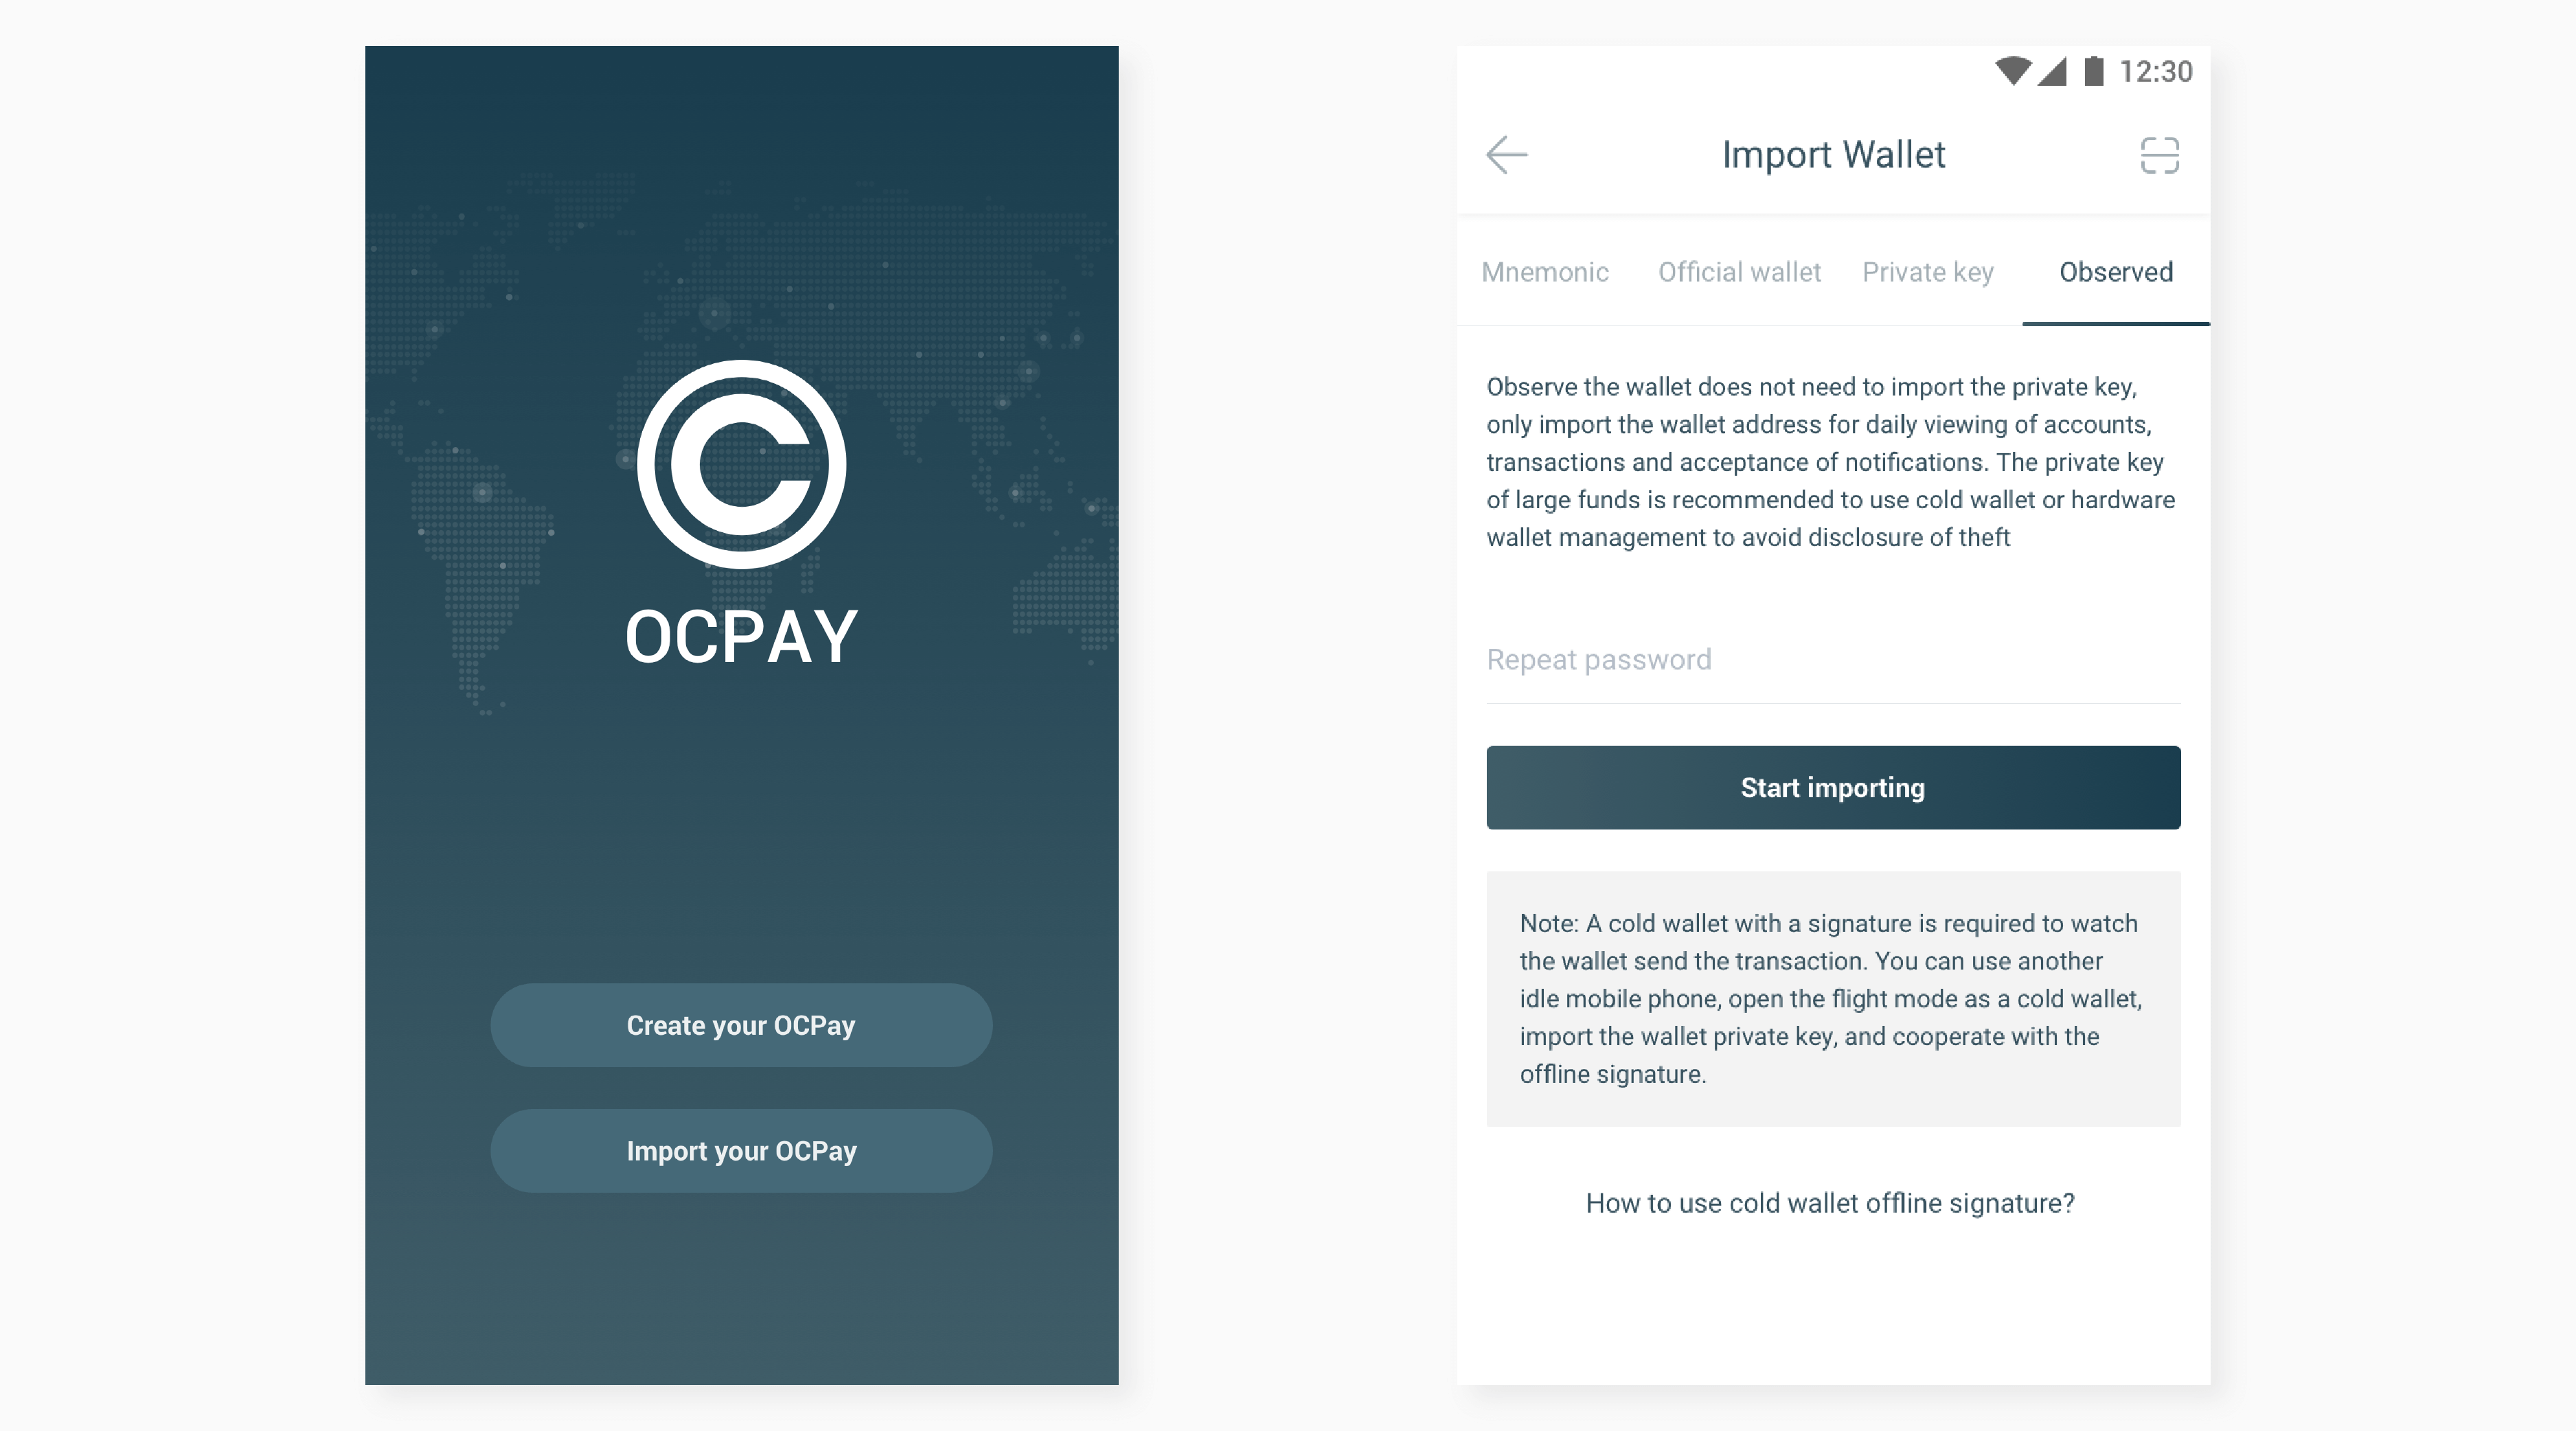 OCPAY
Create your OCPay
Import your OCPay
12:30
Import Wallet
Mnemonic Official wallet Private key Observed
Observe the wallet does not need to import the private key,
only import the wallet address for daily viewing of accounts,
transactions and acceptance of notifications. The private key
of large funds is recommended to use cold wallet or hardware
wallet management to avoid disclosure of theft
Repeat password
Start importing
Note: A cold wallet with a signature is required to watch
the wallet send the transaction. You can use another
idle mobile phone, open the flight mode as a cold wallet,
import the wallet private key, and cooperate with the
offline signature.
How to use cold wallet offline signature?